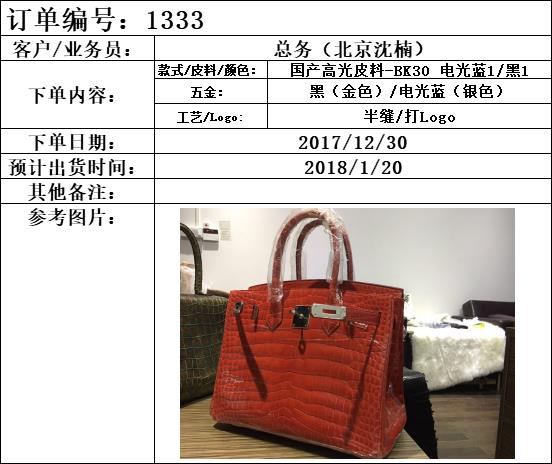 订单编号：1333
客户/业务员： 总务（北京沈楠）
下单内容： 款式/皮料/颜色： 国产高光皮料-BK30 电光蓝1/黑1
五金： 黑（金色）/电光蓝（银色）
工艺/Logo: 半缝/打Logo
下单日期： 2017/12/30
预计出货时间： 2018/1/20
其他备注：
参考图片：